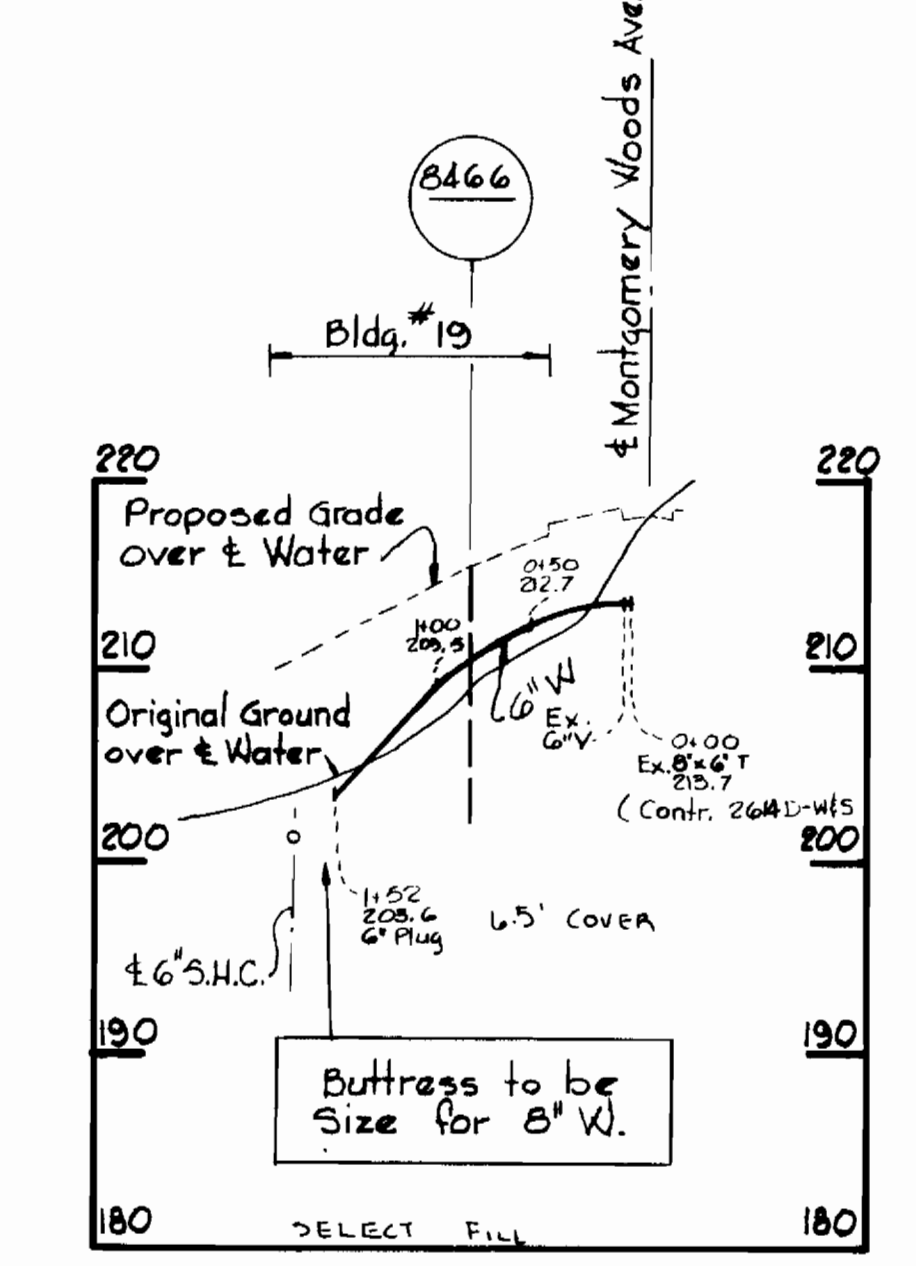 ℄ Montgomery Woods Ave.
8466
Bldg. #19
220
220
Proposed Grade
over ℄ Water
0+50
212.7
1+00
209.5
210
210
6" W
Original Ground
over ℄ Water
Ex.
6" V.
0+00
Ex. 8"x6" T
213.7
(Contr. 2614D-W&S
200
200
1+52
203.6
6" Plug
6.5' COVER
℄ 6" S.H.C.
190
190
Buttress to be
Size for 8" W.
180
180
SELECT FILL